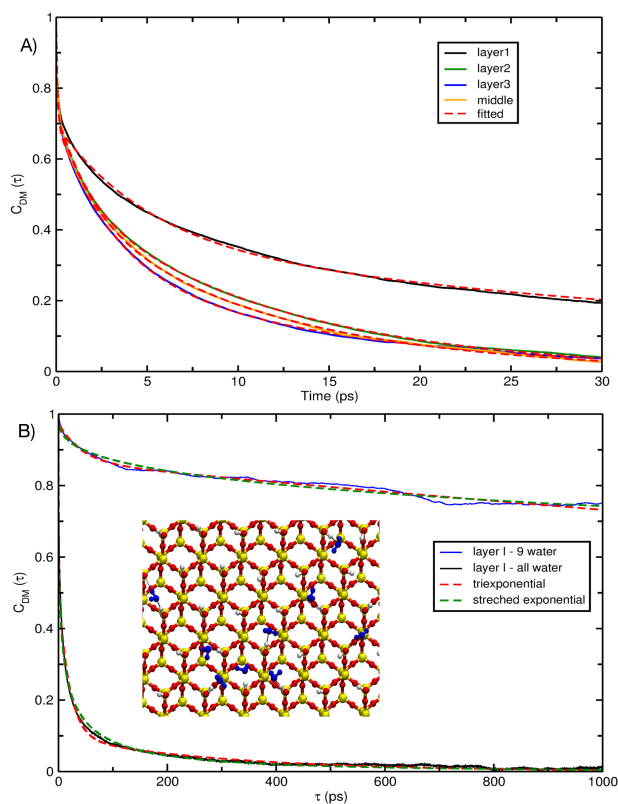 A)
1
0.8
0.6
0.4
0.2
0
C_DM (τ)
layer1
layer2
layer3
middle
fitted
0 5 10 15 20 25 30
Time (ps)
B)
1
0.8
0.6
0.4
0.2
0
C_DM (τ)
layer I - 9 water
layer I - all water
triexponential
streched exponential
0 200 400 600 800 1000
τ (ps)